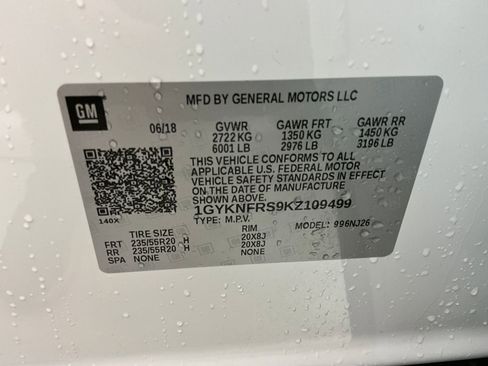 GM
MFD BY GENERAL MOTORS LLC
06/18 GVWR GAWR FRT GAWR RR
2722 KG 1350 KG 1450 KG
6001 LB 2976 LB 3196 LB
THIS VEHICLE CONFORMS TO ALL
APPLICABLE U.S. FEDERAL MOTOR
VEHICLE SAFETY AND THEFT
PREVENTION STANDARDS IN EFFECT
ON THE DATE OF MANUFACTURE
SHOWN ABOVE.
1GYKNFRS9KZ109499
140X TYPE: M.P.V. MODEL: 996NJ26
TIRE SIZE RIM
FRT 235/55R20 H 20X8J
RR 235/55R20 H 20X8J
SPA NONE NONE